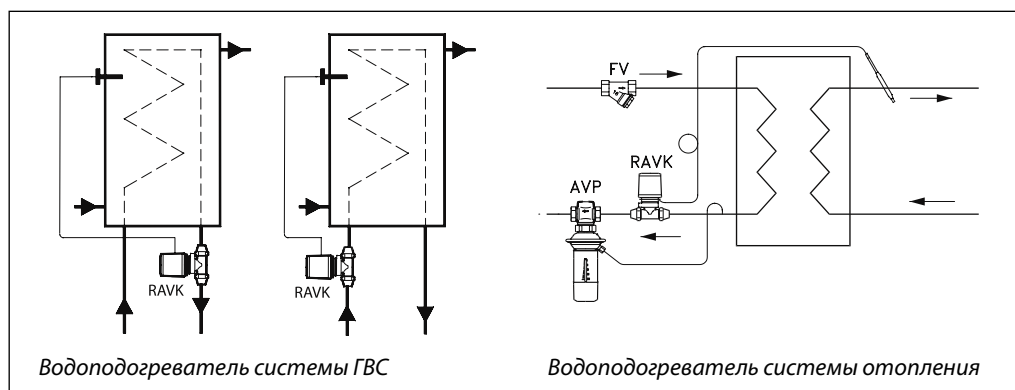 FV
RAVK
AVP
RAVK
RAVK
Водоподогреватель системы ГВС
Водоподогреватель системы отопления